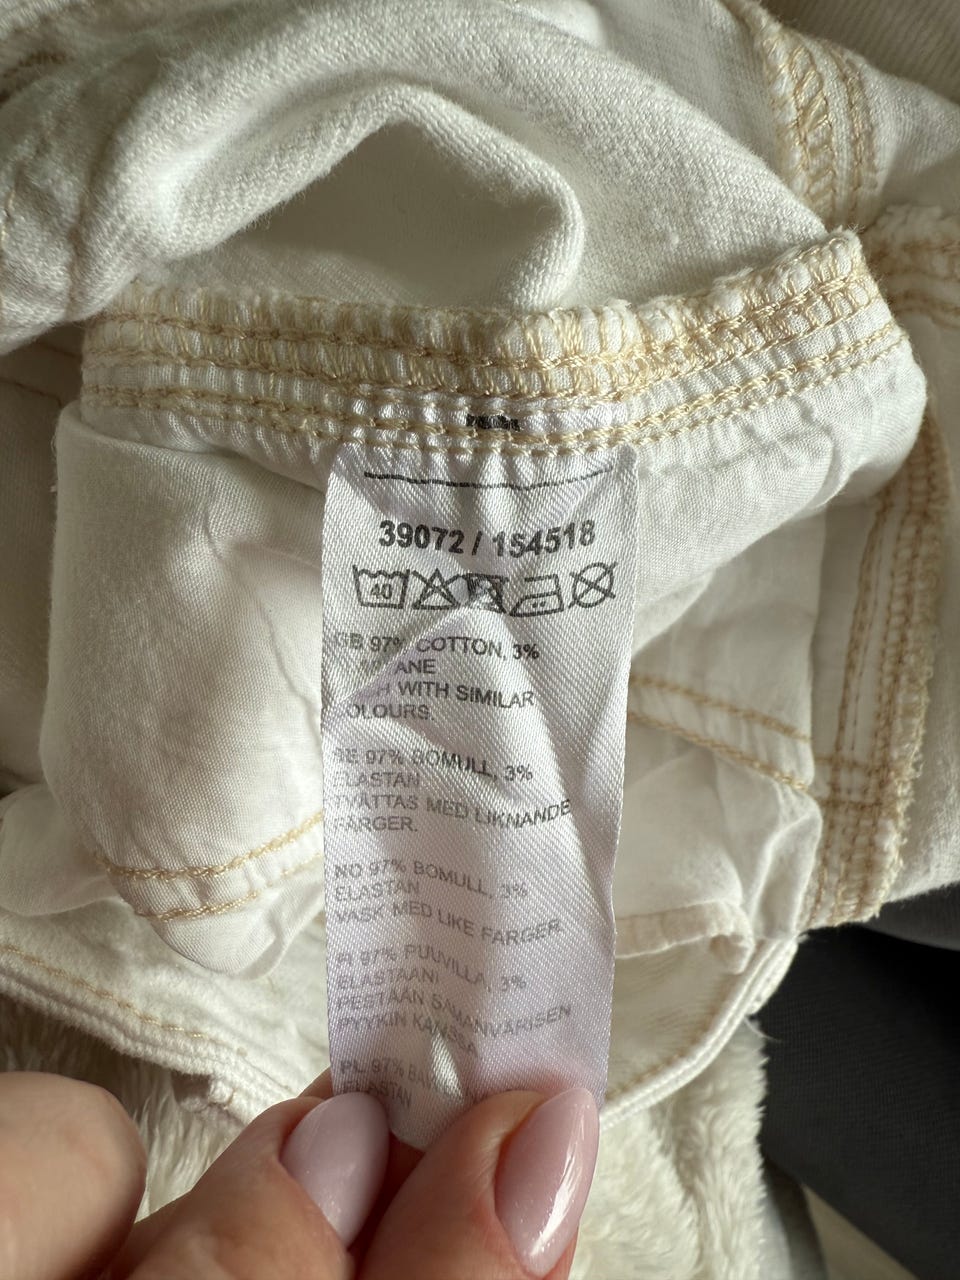 39072 / 154518
40
GB 97% COTTON, 3%
WITH SIMILAR
COLOURS.
SE 97% BOMULL, 3%
ELASTAN
TVÄTTAS MED LIKNANDE
FÄRGER.
NO 97% BOMULL, 3%
ELASTAN
VASK MED LIKE FARGER.
FI 97% PUUVILLA, 3%
ELASTAANI
PESTÄÄN SAMANVÄRISEN
PYYKIN KANSSA.
PL 97%
ELASTAN